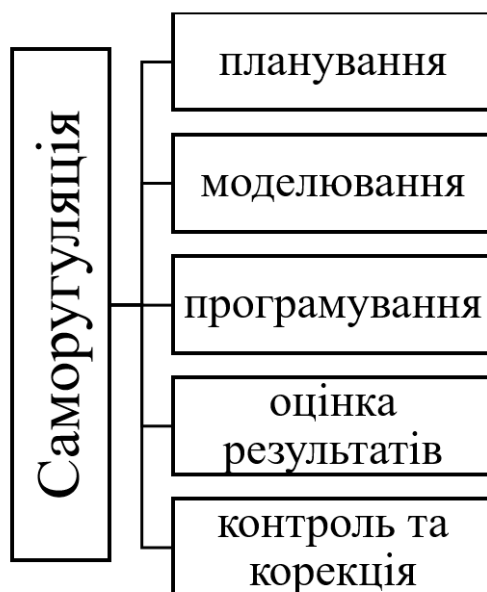 Саморугуляція
планування
моделювання
програмування
оцінка
результатів
контроль та
корекція